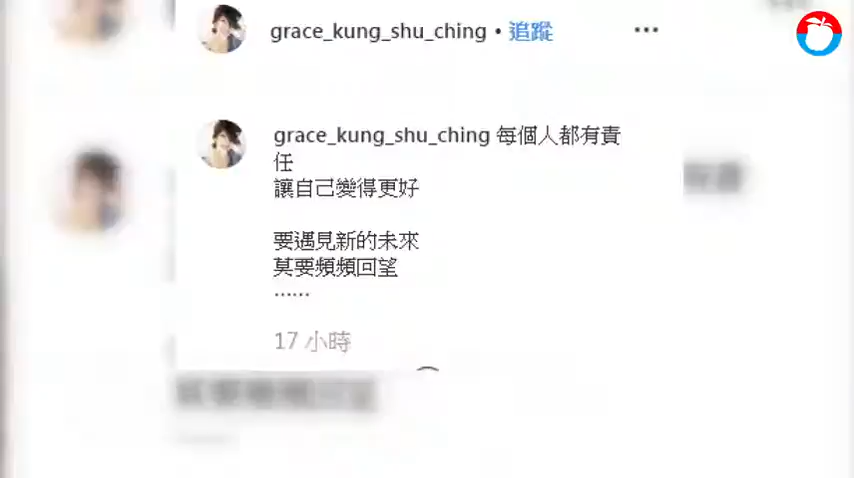 grace_kung_shu_ching • 追蹤 •••
grace_kung_shu_ching 每個人都有責
任
讓自己變得更好
要遇見新的未來
莫要頻頻回望
……
17 小時